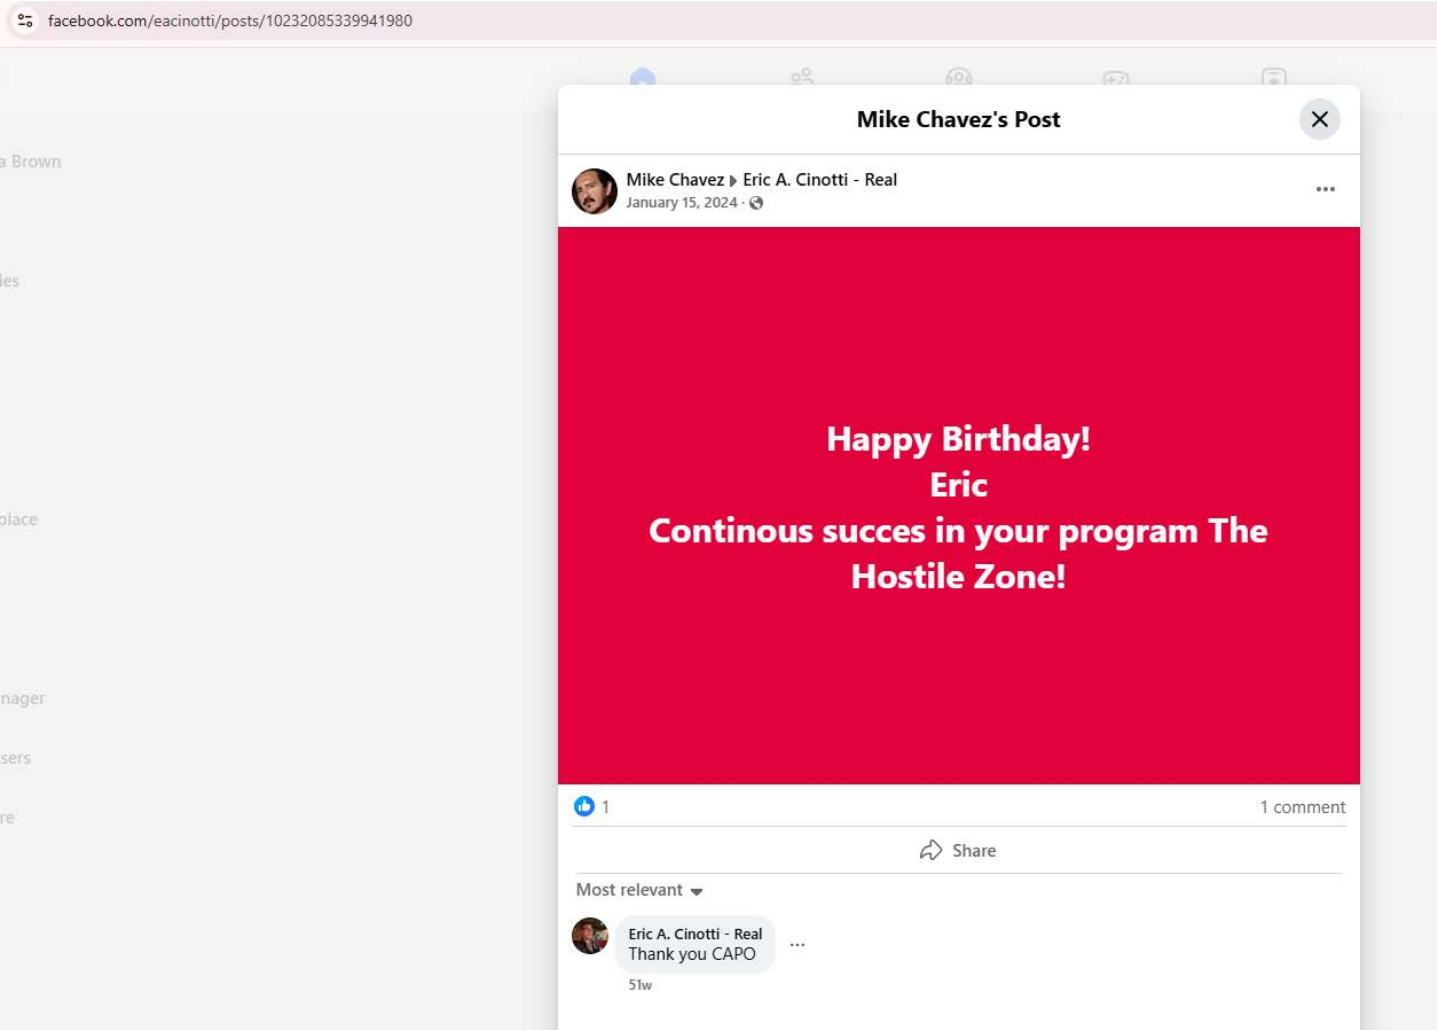 facebook.com/eacinotti/posts/10232085339941980
Mike Chavez's Post
a Brown
Mike Chavez Eric A. Cinotti - Real
January 15, 2024 ·
ies
Happy Birthday!
Eric
Continous succes in your program The
Hostile Zone!
place
nager
sers
re
1
1 comment
Share
Most relevant
Eric A. Cinotti - Real
Thank you CAPO
51w